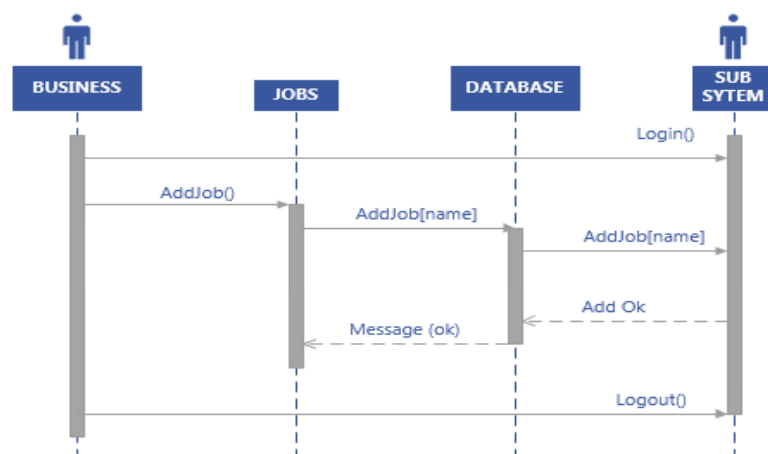 BUSINESS
JOBS
DATABASE
SUB
SYTEM
Login()
AddJob()
AddJob[name]
AddJob[name]
Add Ok
Message (ok)
Logout()